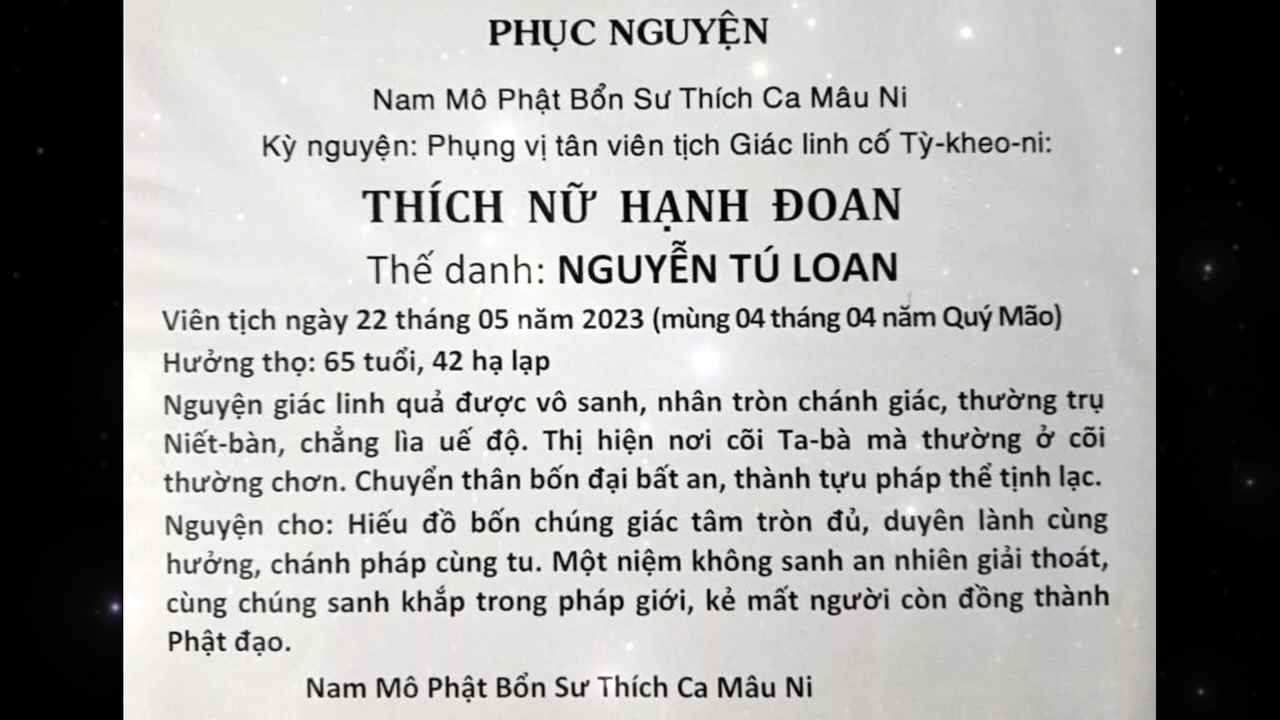 PHỤC NGUYỆN
Nam Mô Phật Bổn Sư Thích Ca Mâu Ni
Kỳ nguyện: Phụng vị tân viên tịch Giác linh cố Tỳ-kheo-ni:
THÍCH NỮ HẠNH ĐOAN
Thế danh: NGUYỄN TÚ LOAN
Viên tịch ngày 22 tháng 05 năm 2023 (mùng 04 tháng 04 năm Quý Mão)
Hưởng thọ: 65 tuổi, 42 hạ lạp
Nguyện giác linh quả được vô sanh, nhân tròn chánh giác, thường trụ
Niết-bàn, chẳng lìa uế độ. Thị hiện nơi cõi Ta-bà mà thường ở cõi
thường chơn. Chuyển thân bốn đại bất an, thành tựu pháp thể tịnh lạc.
Nguyện cho: Hiếu đồ bốn chúng giác tâm tròn đủ, duyên lành cùng
hưởng, chánh pháp cùng tu. Một niệm không sanh an nhiên giải thoát,
cùng chúng sanh khắp trong pháp giới, kẻ mất người còn đồng thành
Phật đạo.
Nam Mô Phật Bổn Sư Thích Ca Mâu Ni